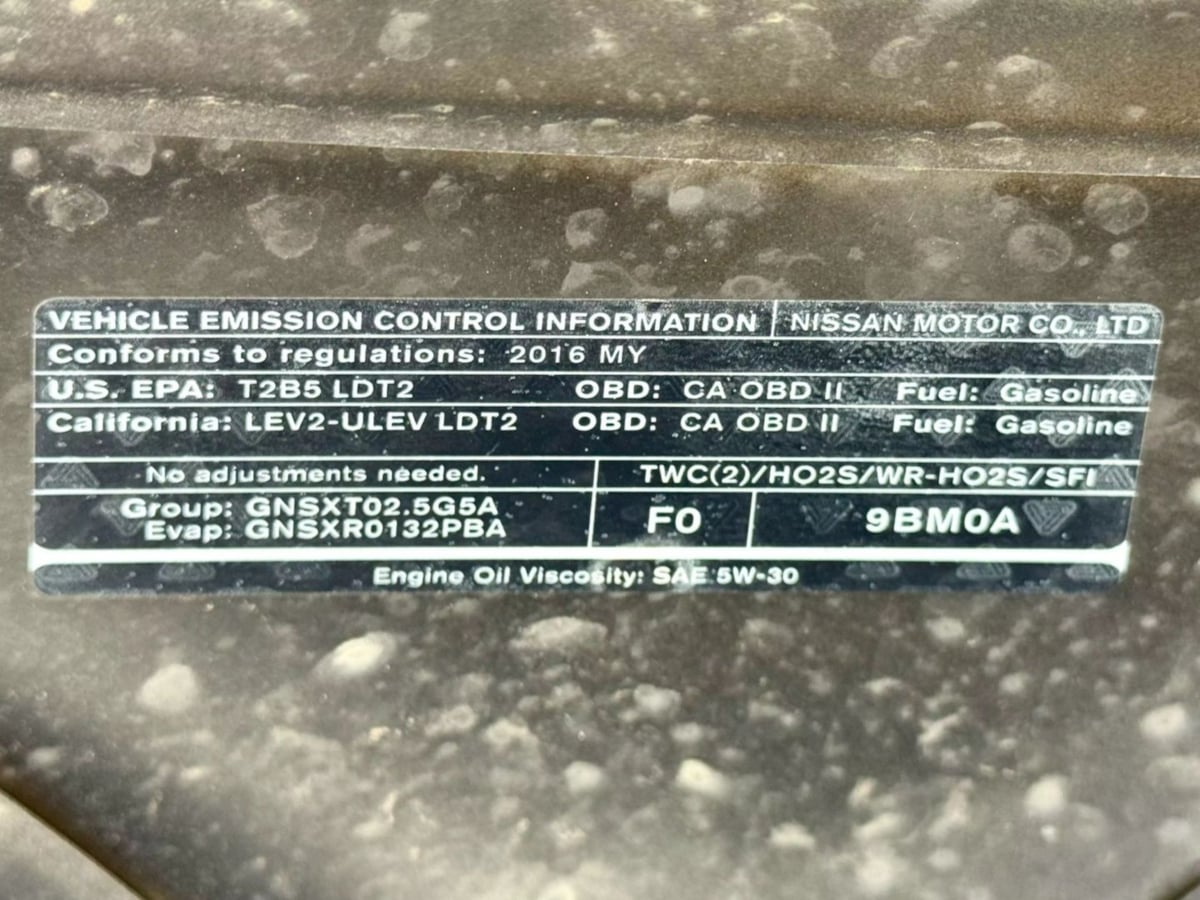 VEHICLE EMISSION CONTROL INFORMATION NISSAN MOTOR CO., LTD
Conforms to regulations: 2016 MY
U.S. EPA: T2B5 LDT2 OBD: CA OBD II Fuel: Gasoline
California: LEV2-ULEV LDT2 OBD: CA OBD II Fuel: Gasoline
No adjustments needed. TWC(2)/HO2S/WR-HO2S/SFI
Group: GNSXT02.5G5A
Evap: GNSXR0132PBA
F0
9BM0A
Engine Oil Viscosity: SAE 5W-30